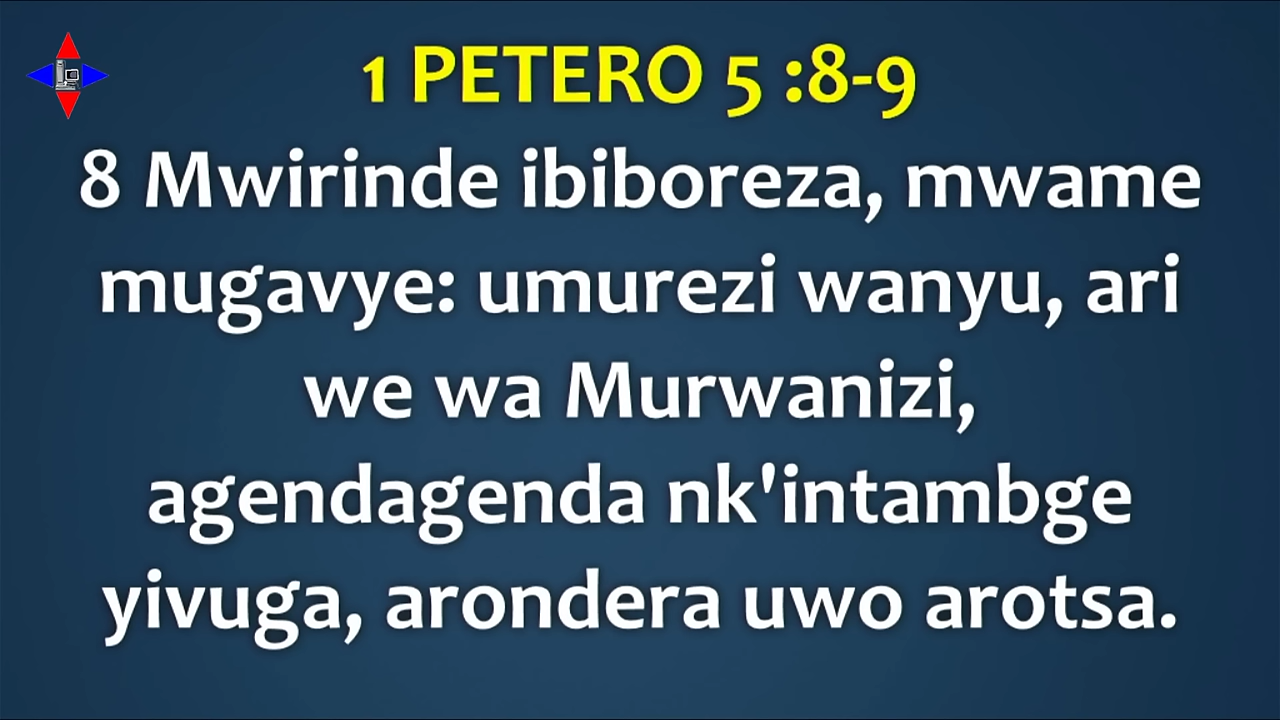 1 PETERO 5 :8-9
8 Mwirinde ibiboreza, mwame
mugavye: umurezi wanyu, ari
we wa Murwanizi,
agendagenda nk'intambge
yivuga, arondera uwo arotsa.